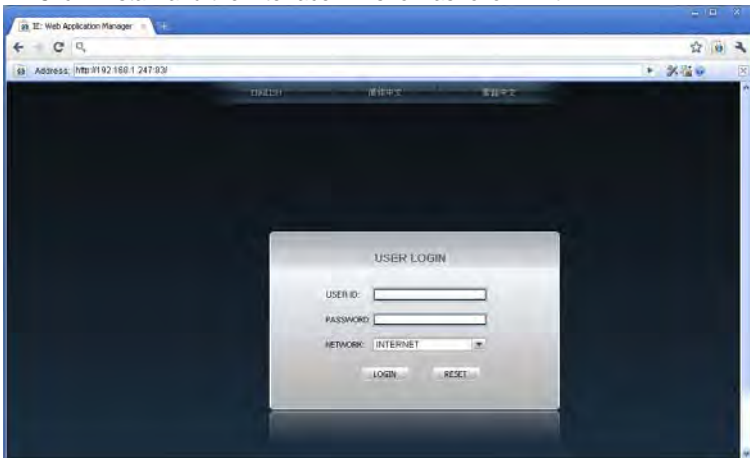 IE: Web Application Manager
Address: http://192.168.1.247:93/
ENGLISH 简体中文 繁體中文
USER LOGIN
USER ID:
PASSWORD:
NETWORK: INTERNET
LOGIN RESET